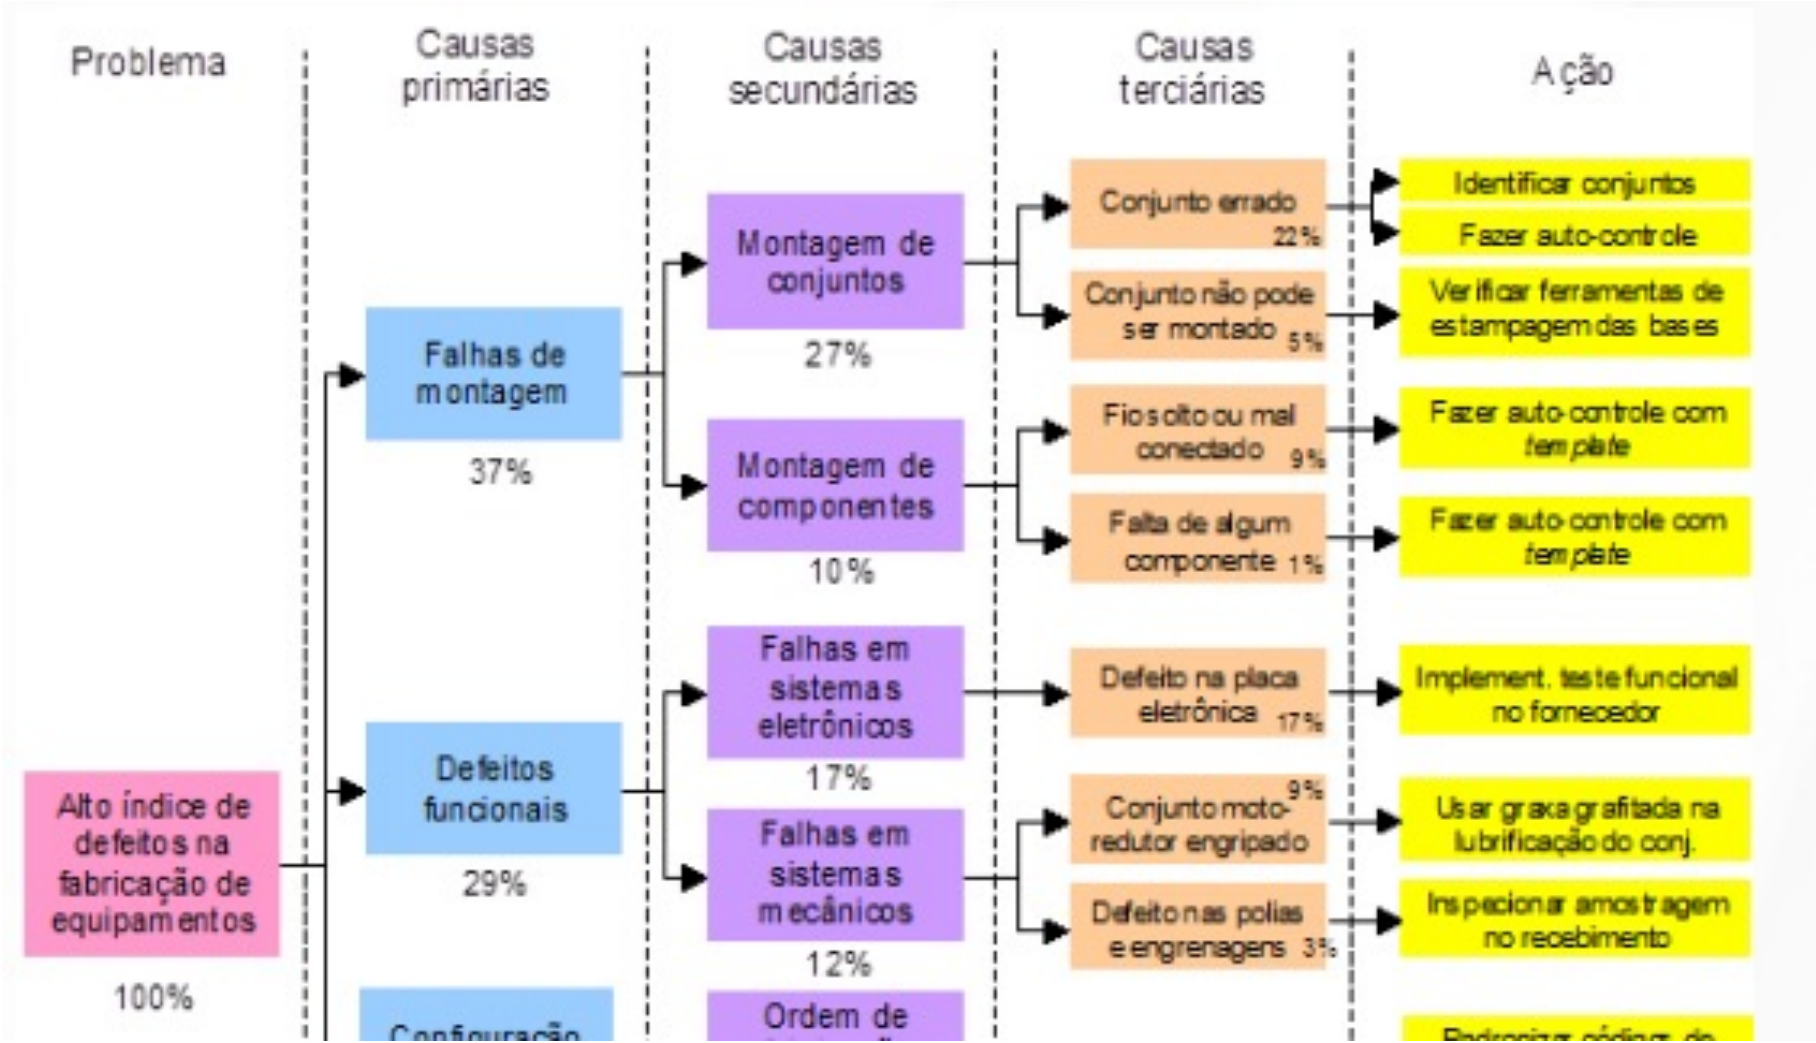 Problema
Causas
primárias
Causas
secundárias
Causas
terciárias
Ação
Alto índice de
defeitos na
fabricação de
equipamentos
100%
Falhas de
montagem
37%
Montagem de
conjuntos
27%
Conjunto errado
22%
Identificar conjuntos
Fazer auto-controle
Conjunto não pode
ser montado 5%
Verificar ferramentas de
estampagem das bases
Montagem de
componentes
10%
Fio solto ou mal
conectado 9%
Fazer auto-controle com
template
Falta de algum
componente 1%
Fazer auto-controle com
template
Defeitos
funcionais
29%
Falhas em
sistemas
eletrônicos
17%
Defeito na placa
eletrônica 17%
Implement. teste funcional
no fornecedor
Falhas em
sistemas
mecânicos
12%
9%
Conjunto moto-
redutor engripado
Usar graxa grafitada na
lubrificação do conj.
Defeito nas polias
e engrenagens 3%
Inspecionar amostragem
no recebimento
Configuração
Ordem de
Padronizar códigos de